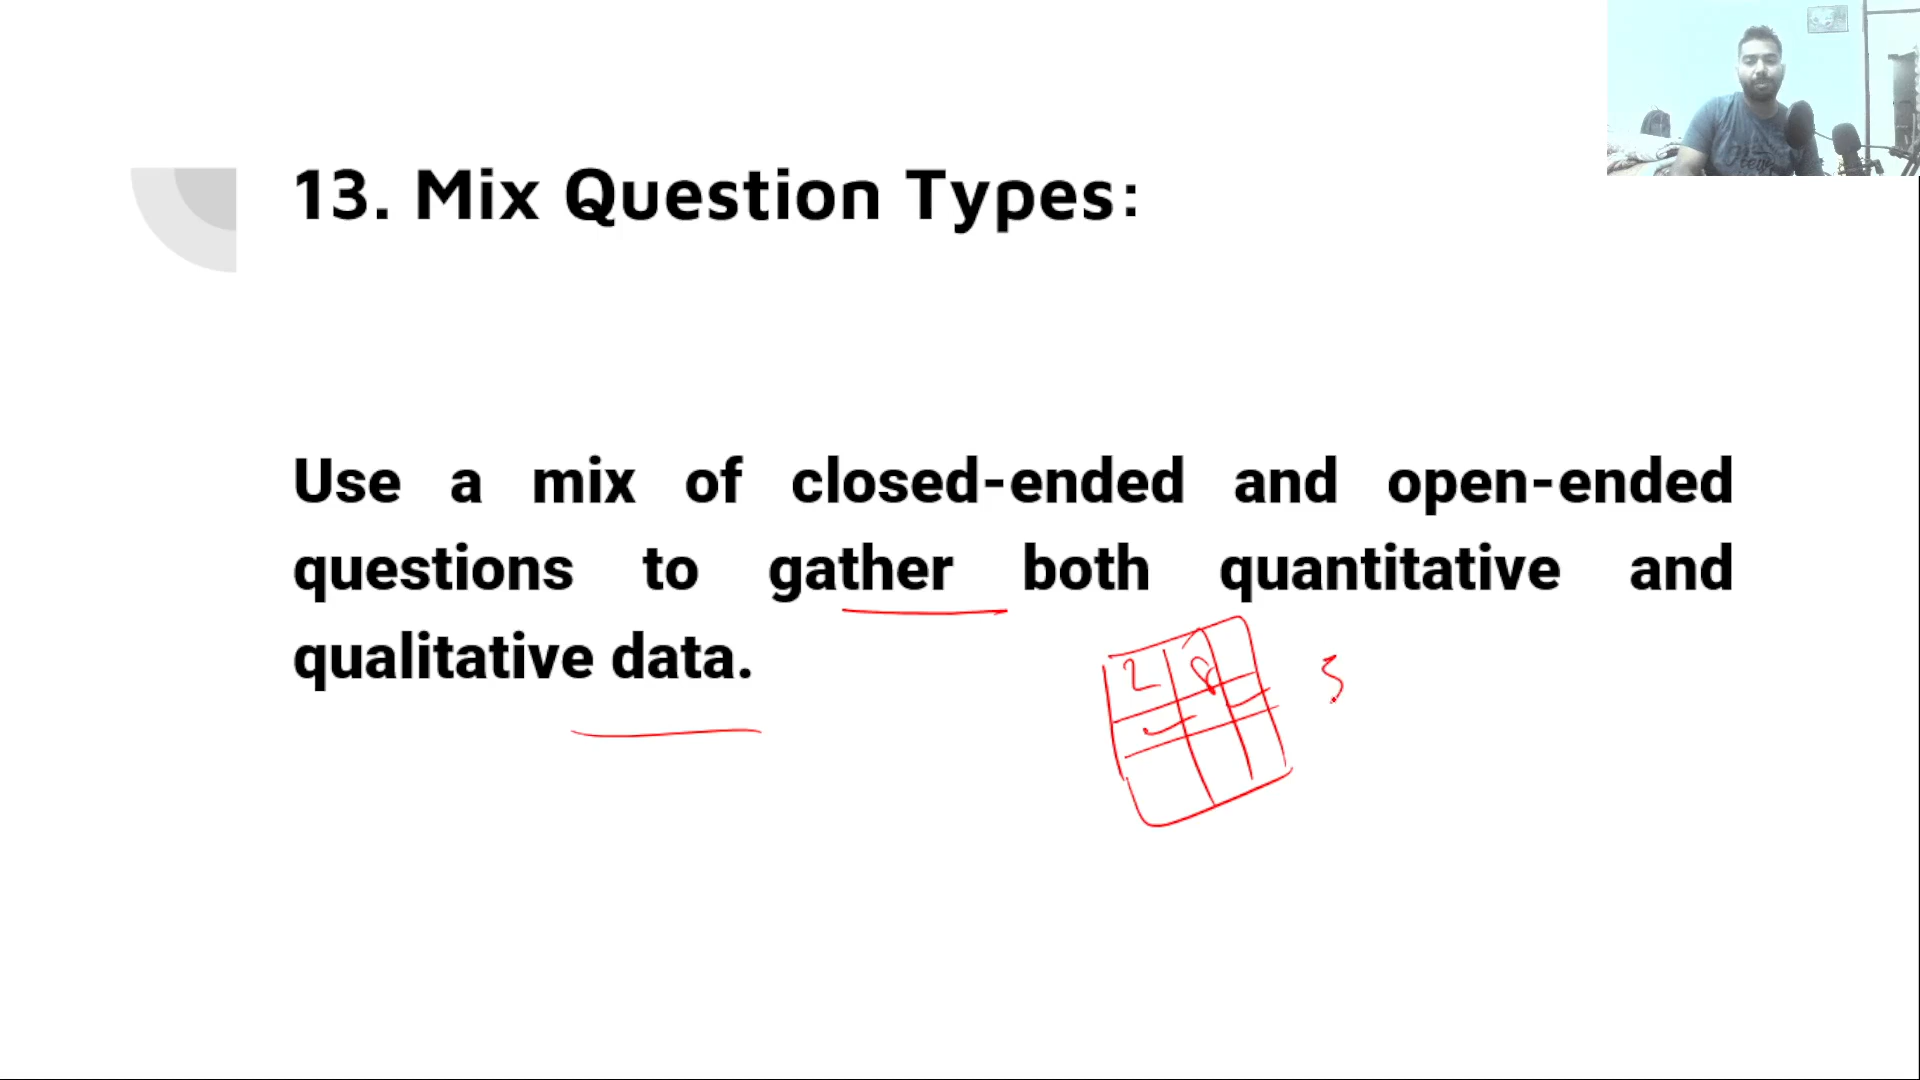 13. Mix Question Types:
Use a mix of closed-ended and open-ended
questions to gather both quantitative and
qualitative data.
2